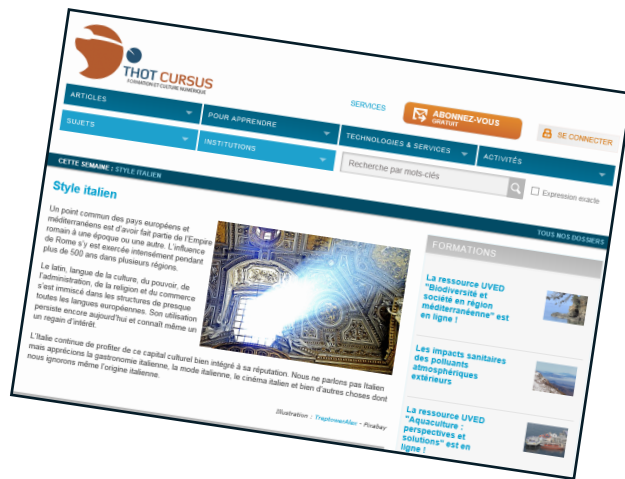 THOT CURSUS
FORMATION ET CULTURE NUMÉRIQUE
SERVICES
ABONNEZ-VOUS
GRATUIT
SE CONNECTER
ARTICLES
POUR APPRENDRE
TECHNOLOGIES & SERVICES
ACTIVITÉS
SUJETS
INSTITUTIONS
Recherche par mots-clés
Expression exacte
CETTE SEMAINE : STYLE ITALIEN
TOUS NOS DOSSIERS
Style italien
Un point commun des pays européens et
méditerranéens est d'avoir fait partie de l'Empire
romain à une époque ou une autre. L'influence
de Rome s'y est exercée intensément pendant
plus de 500 ans dans plusieurs régions.
Le latin, langue de la culture, du pouvoir, de
l'administration, de la religion et du commerce
s'est immiscé dans les structures de presque
toutes les langues européennes. Son utilisation
persiste encore aujourd'hui et connaît même un
un regain d'intérêt.
L'Italie continue de profiter de ce capital culturel bien intégré à sa réputation. Nous ne parlons pas Italien
mais apprécions la gastronomie italienne, la mode italienne, le cinéma italien et bien d'autres choses dont
nous ignorons même l'origine italienne.
Illustration : TreptowerAlex - Pixabay
FORMATIONS
La ressource UVED
"Biodiversité et
société en région
méditerranéenne" est
en ligne !
Les impacts sanitaires
des polluants
atmosphériques
extérieurs
La ressource UVED
"Aquaculture :
perspectives et
solutions" est en
ligne !